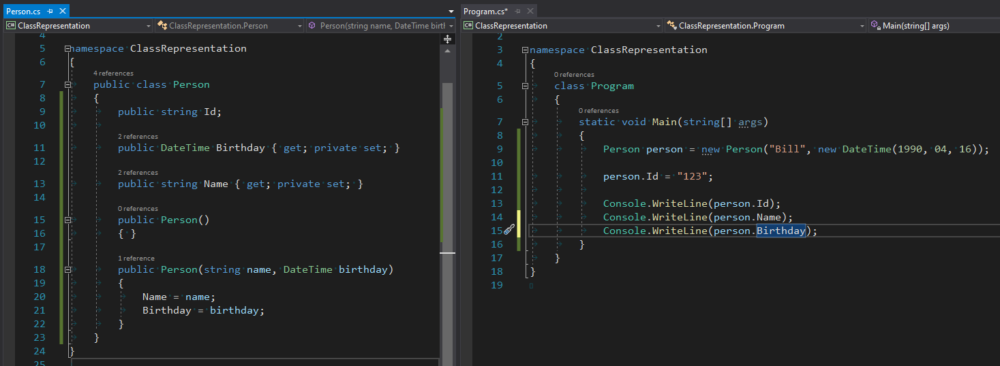 Person.cs
ClassRepresentation
ClassRepresentation.Person
Person(string name, DateTime birth
4
5 namespace ClassRepresentation
6 {
4 references
7 public class Person
8 {
9 public string Id;
10
2 references
11 public DateTime Birthday { get; private set; }
12
2 references
13 public string Name { get; private set; }
14
0 references
15 public Person()
16 { }
17
1 reference
18 public Person(string name, DateTime birthday)
19 {
20 Name = name;
21 Birthday = birthday;
22 }
23 }
24 }
25
Program.cs*
ClassRepresentation
ClassRepresentation.Program
Main(string[] args)
2
3 namespace ClassRepresentation
4 {
0 references
5 class Program
6 {
0 references
7 static void Main(string[] args)
8 {
9 Person person = new Person("Bill", new DateTime(1990, 04, 16));
10
11 person.Id = "123";
12
13 Console.WriteLine(person.Id);
14 Console.WriteLine(person.Name);
15 Console.WriteLine(person.Birthday);
16 }
17 }
18 }
19